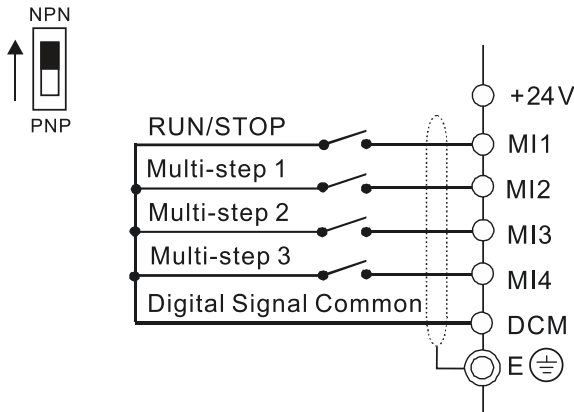 NPN
PNP
+24V
RUN/STOP
MI1
Multi-step 1
MI2
Multi-step 2
MI3
Multi-step 3
MI4
Digital Signal Common
DCM
E